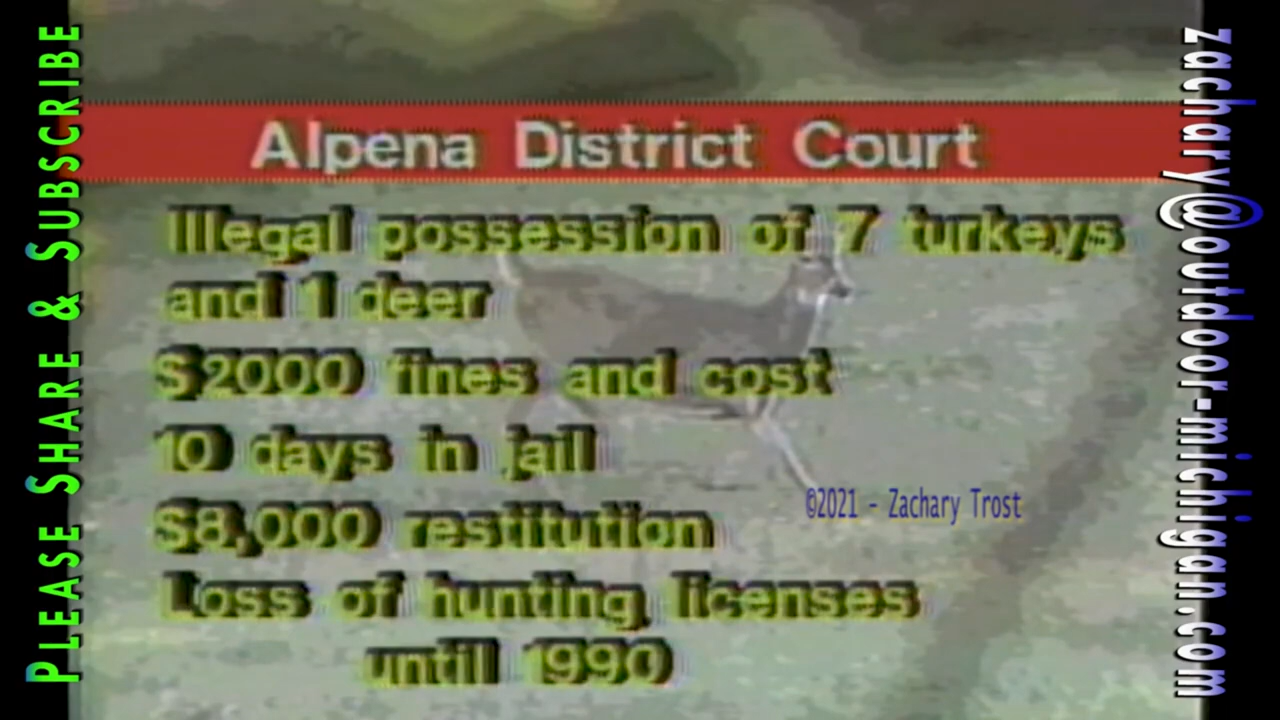 PLEASE SHARE & SUBSCRIBE
Alpena District Court
Illegal possession of 7 turkeys
and 1 deer
$2000 fines and cost
10 days in jail
$8,000 restitution
Loss of hunting licenses
until 1990
©2021 - Zachary Trost
zachary@outdoor-michigan.com